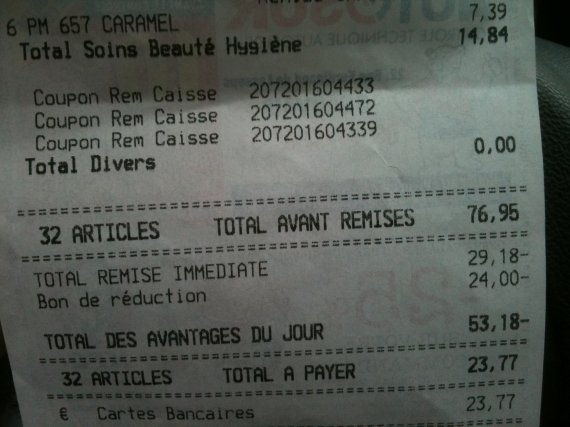 6 PM 657 CARAMEL 7,39
Total Soins Beauté Hygiène 14,84
Coupon Rem Caisse 207201604433
Coupon Rem Caisse 207201604472
Coupon Rem Caisse 207201604339
Total Divers 0,00
32 ARTICLES TOTAL AVANT REMISES 76,95
TOTAL REMISE IMMEDIATE 29,18-
Bon de réduction 24,00-
TOTAL DES AVANTAGES DU JOUR 53,18-
32 ARTICLES TOTAL A PAYER 23,77
€ Cartes Bancaires 23,77